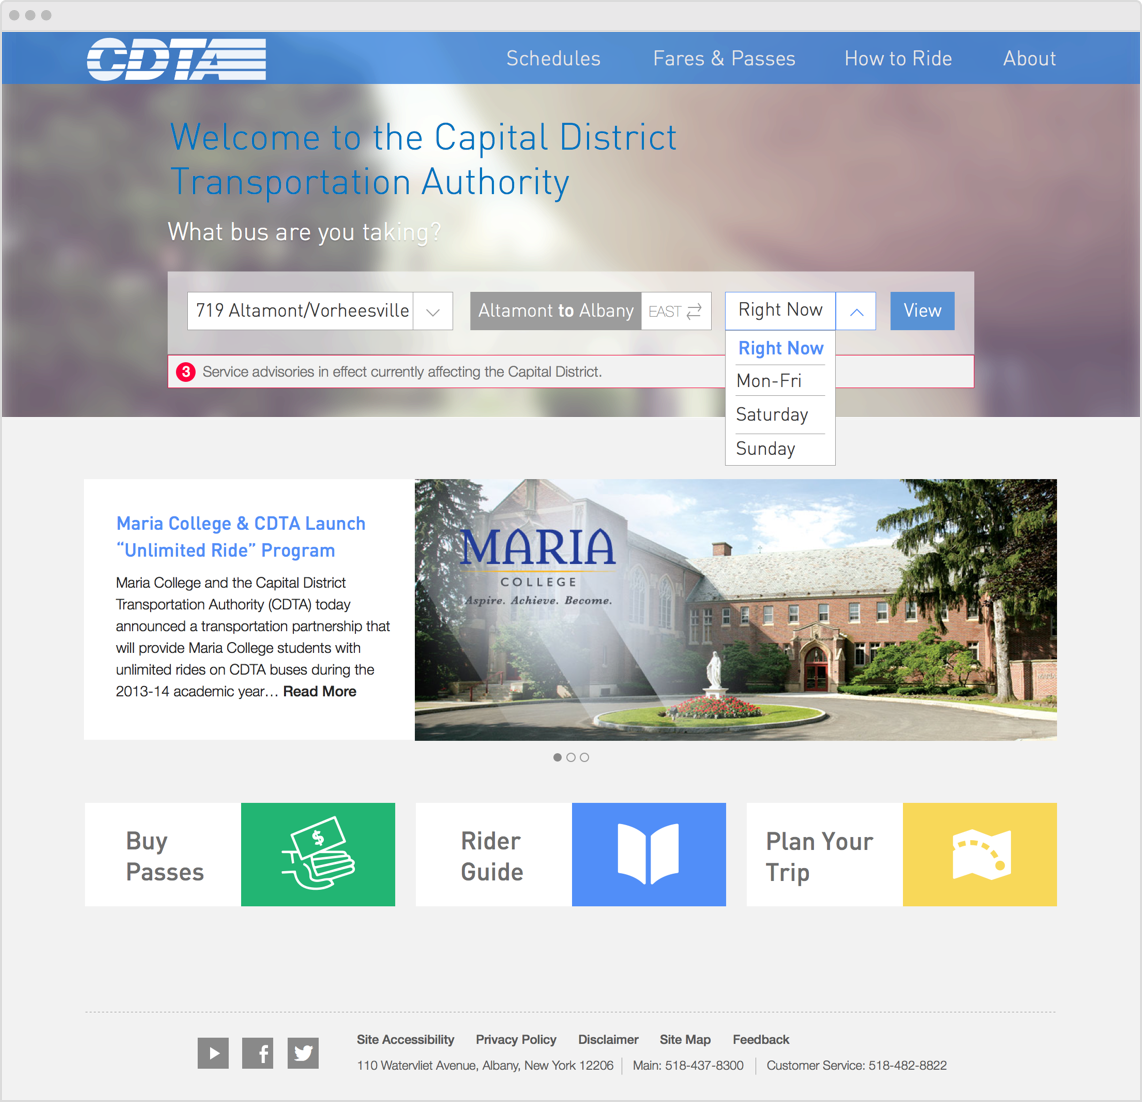 CDTA
Schedules
Fares & Passes
How to Ride
About
Welcome to the Capital District
Transportation Authority
What bus are you taking?
719 Altamont/Vorheesville
Altamont to Albany
EAST
Right Now
View
Right Now
Mon-Fri
Saturday
Sunday
3 Service advisories in effect currently affecting the Capital District.
Maria College & CDTA Launch
“Unlimited Ride” Program
Maria College and the Capital District
Transportation Authority (CDTA) today
announced a transportation partnership that
will provide Maria College students with
unlimited rides on CDTA buses during the
2013-14 academic year… Read More
MARIA
COLLEGE
Aspire. Achieve. Become.
Buy
Passes
$
Rider
Guide
Plan Your
Trip
Site Accessibility
Privacy Policy
Disclaimer
Site Map
Feedback
110 Watervliet Avenue, Albany, New York 12206
Main: 518-437-8300
Customer Service: 518-482-8822